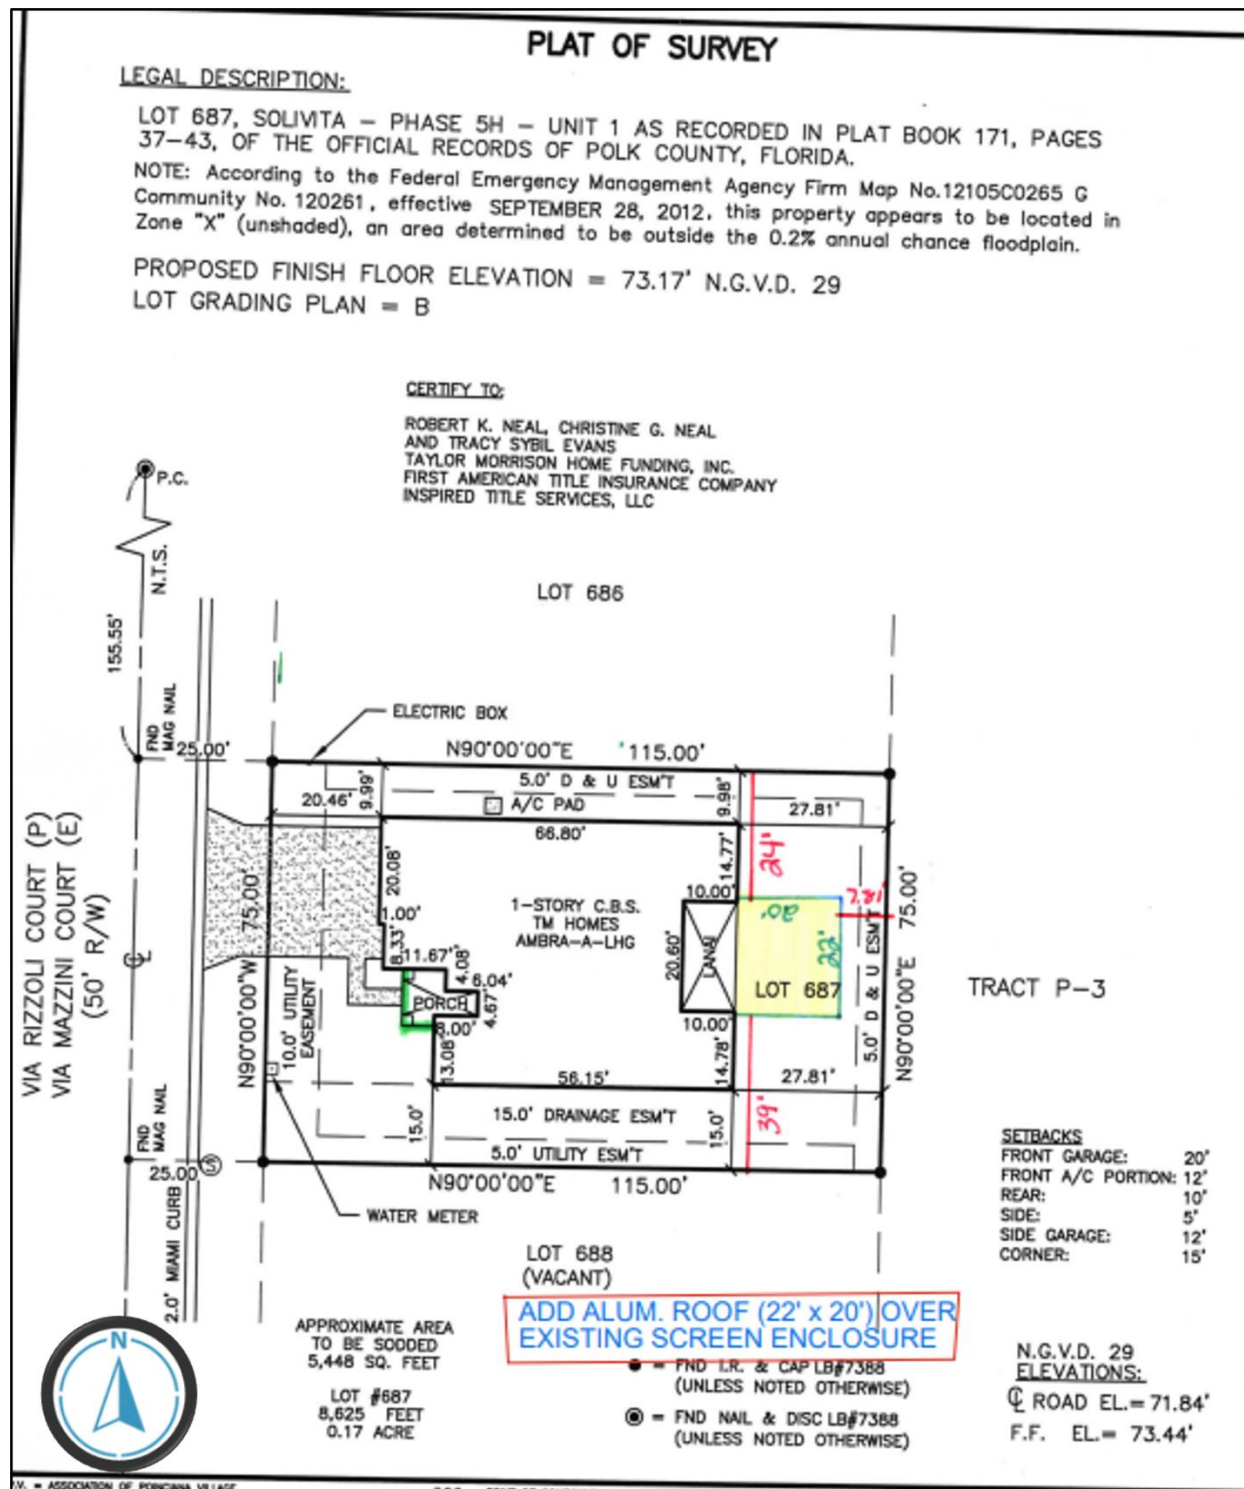 PLAT OF SURVEY
LEGAL DESCRIPTION:
LOT 687, SOLIVITA – PHASE 5H – UNIT 1 AS RECORDED IN PLAT BOOK 171, PAGES
37–43, OF THE OFFICIAL RECORDS OF POLK COUNTY, FLORIDA.
NOTE: According to the Federal Emergency Management Agency Firm Map No.12105C0265 G
Community No. 120261, effective SEPTEMBER 28, 2012, this property appears to be located in
Zone "X" (unshaded), an area determined to be outside the 0.2% annual chance floodplain.
PROPOSED FINISH FLOOR ELEVATION = 73.17' N.G.V.D. 29
LOT GRADING PLAN = B
CERTIFY TO:
ROBERT K. NEAL, CHRISTINE G. NEAL
AND TRACY SYBIL EVANS
TAYLOR MORRISON HOME FUNDING, INC.
FIRST AMERICAN TITLE INSURANCE COMPANY
INSPIRED TITLE SERVICES, LLC
P.C.
N.T.S.
155.55'
LOT 686
FND
MAG NAIL
25.00'
ELECTRIC BOX
N90°00'00"E 115.00'
5.0' D & U ESM'T
20.46'
9.99'
A/C PAD
9.98'
27.81'
66.80'
24'
VIA RIZZOLI COURT (P)
VIA MAZZINI COURT (E)
(50' R/W)
℄
N90°00'00"W 75.00'
20.08'
14.77'
10.00'
20'
7.81'
N90°00'00"E 75.00'
1-STORY C.B.S.
TM HOMES
AMBRA-A-LHG
1.00'
8.33'
11.67'
4.08'
6.04'
4.67'
PORCH
8.00'
20.60'
LANAI
22'
LOT 687
5.0' D & U ESM'T
TRACT P-3
10.0' UTILITY
EASEMENT
10.00'
13.08'
14.78'
56.15'
27.81'
39'
15.0'
15.0' DRAINAGE ESM'T
15.0'
5.0' UTILITY ESM'T
FND
MAG NAIL
25.00
S
N90°00'00"E 115.00'
2.0' MIAMI CURB
WATER METER
SETBACKS
FRONT GARAGE: 20'
FRONT A/C PORTION: 12'
REAR: 10'
SIDE: 5'
SIDE GARAGE: 12'
CORNER: 15'
LOT 688
(VACANT)
ADD ALUM. ROOF (22' x 20') OVER
EXISTING SCREEN ENCLOSURE
N
APPROXIMATE AREA
TO BE SODDED
5,448 SQ. FEET
LOT #687
8,625 FEET
0.17 ACRE
= FND I.R. & CAP LB#7388
(UNLESS NOTED OTHERWISE)
= FND NAIL & DISC LB#7388
(UNLESS NOTED OTHERWISE)
N.G.V.D. 29
ELEVATIONS:
℄ ROAD EL.= 71.84'
F.F. EL.= 73.44'
= ASSOCIATION OF POINCIANA VILLAGE